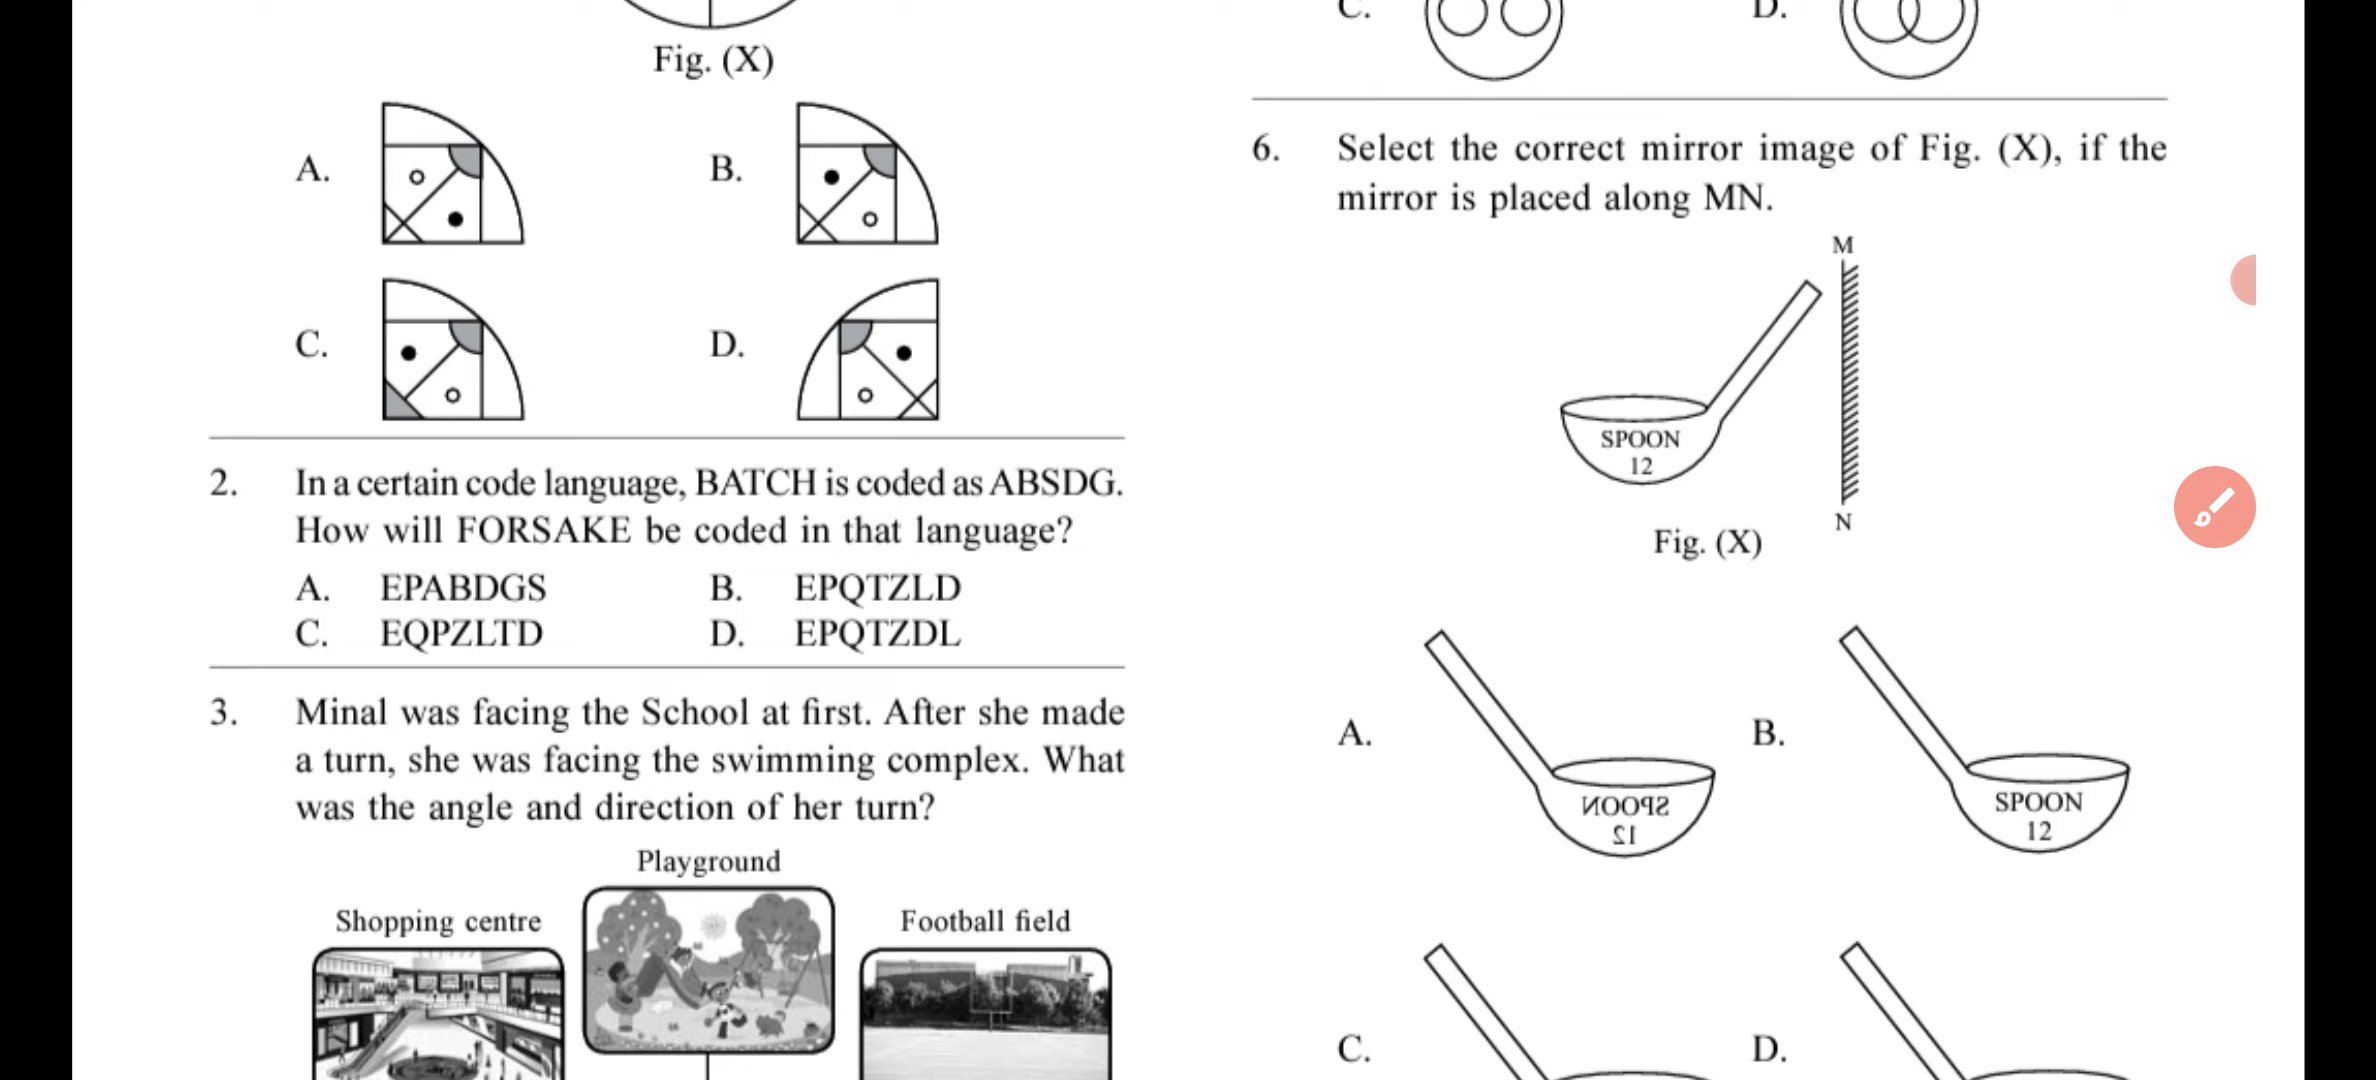 Fig. (X)
A.
B.
C.
D.
2. In a certain code language, BATCH is coded as ABSDG.
How will FORSAKE be coded in that language?
A. EPABDGS B. EPQTZLD
C. EQPZLTD D. EPQTZDL
3. Minal was facing the School at first. After she made
a turn, she was facing the swimming complex. What
was the angle and direction of her turn?
Playground
Shopping centre
Football field
C.
D.
6. Select the correct mirror image of Fig. (X), if the
mirror is placed along MN.
M
SPOON
12
N
Fig. (X)
A.
SPOON
12
B.
SPOON
12
C.
D.